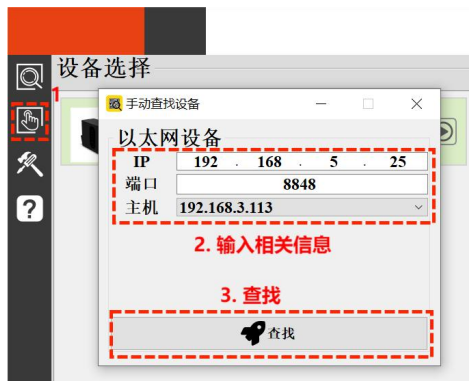 设备选择
1
手动查找设备
以太网设备
IP 192 . 168 . 5 . 25
端口 8848
主机 192.168.3.113
2. 输入相关信息
3. 查找
查找